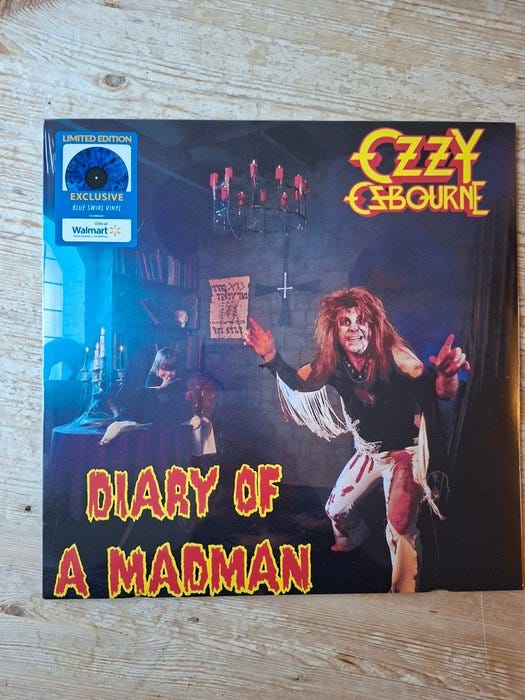 LIMITED EDITION
EXCLUSIVE
BLUE SWIRL VINYL
Only at
Walmart
OZZY
OSBOURNE
DIARY OF
A MADMAN